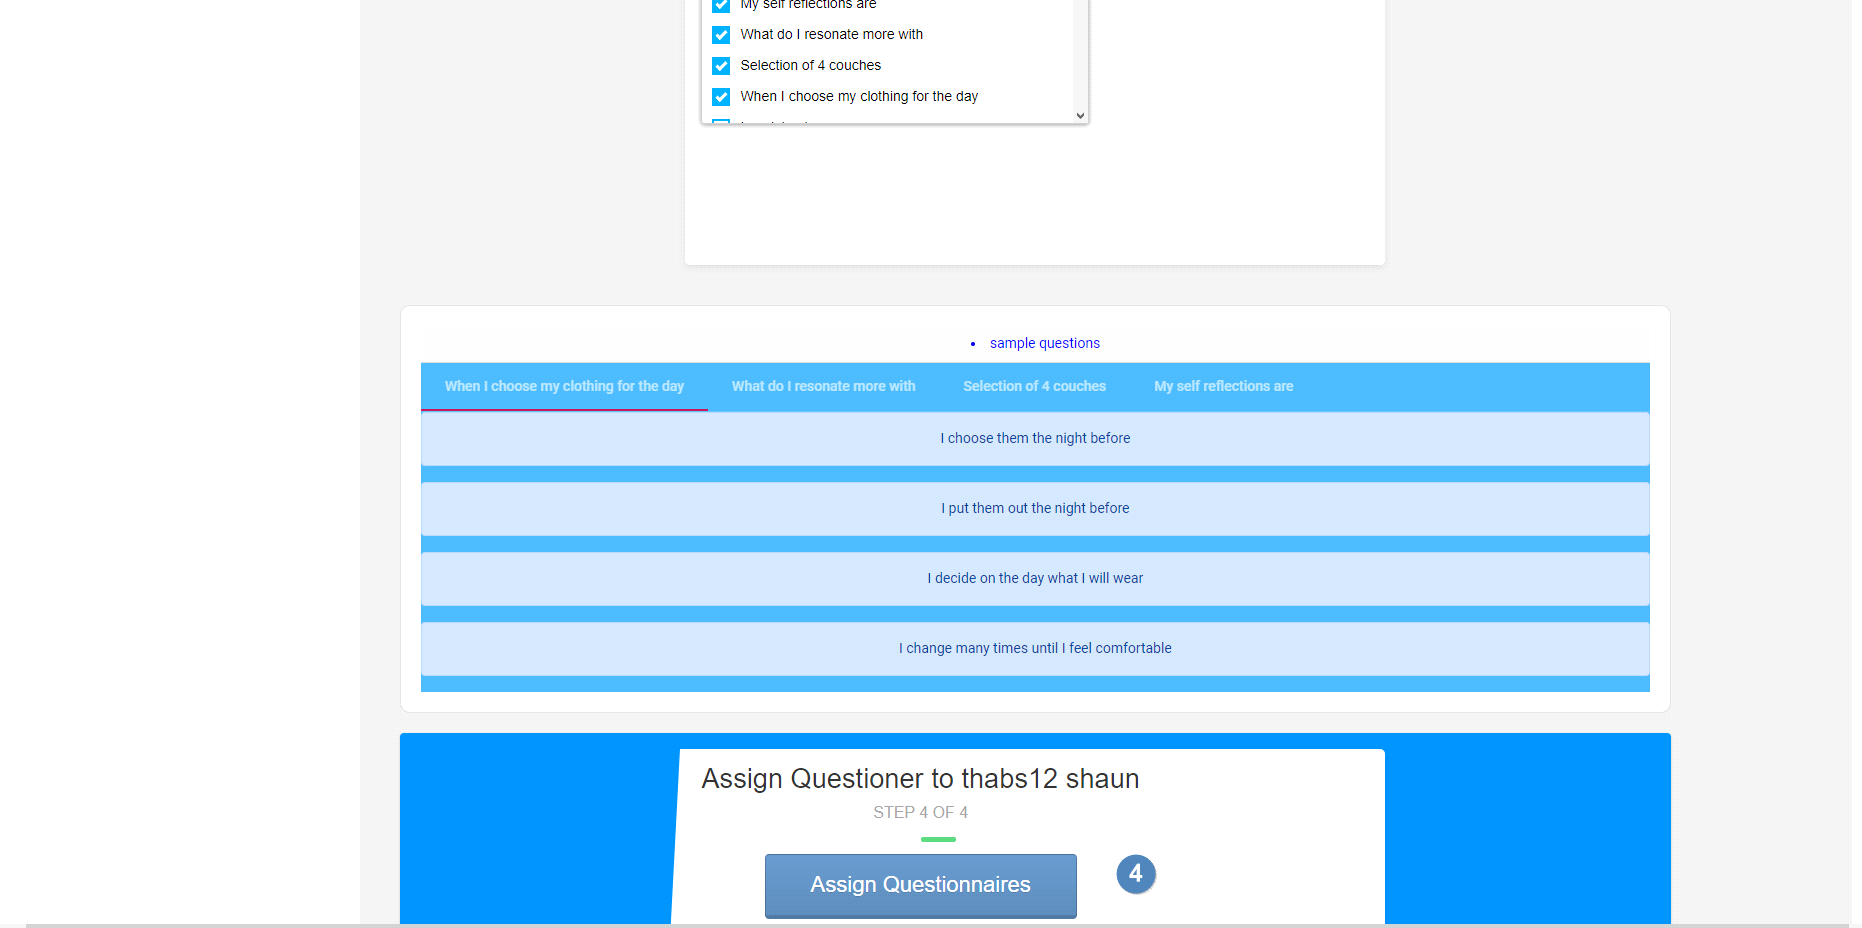 My self reflections are
What do I resonate more with
Selection of 4 couches
When I choose my clothing for the day
sample questions
When I choose my clothing for the day What do I resonate more with Selection of 4 couches My self reflections are
I choose them the night before
I put them out the night before
I decide on the day what I will wear
I change many times until I feel comfortable
Assign Questioner to thabs12 shaun
STEP 4 OF 4
Assign Questionnaires 4